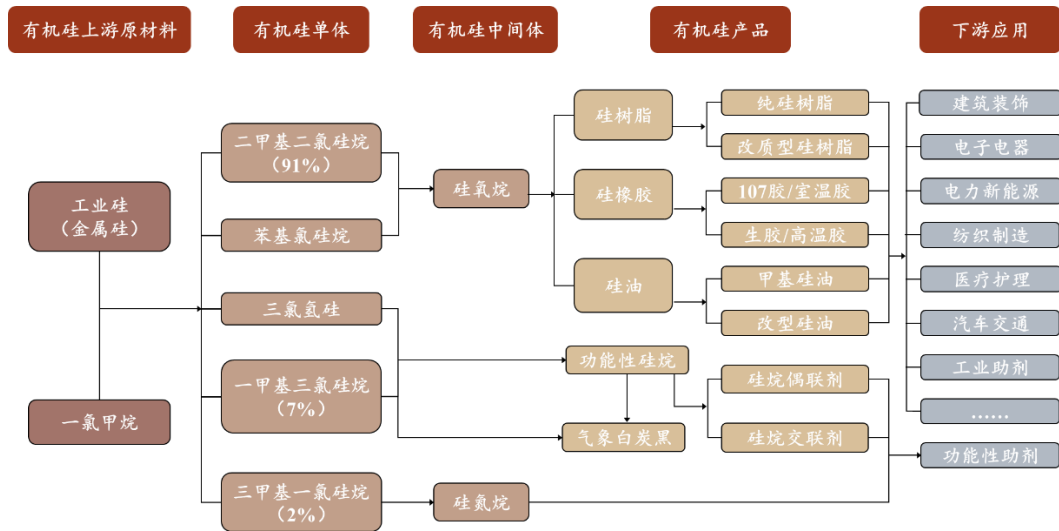 有机硅上游原材料
有机硅单体
有机硅中间体
有机硅产品
下游应用
工业硅
（金属硅）
一氯甲烷
二甲基二氯硅烷
（91%）
苯基氯硅烷
三氯氢硅
一甲基三氯硅烷
（7%）
三甲基一氯硅烷
（2%）
硅氧烷
硅氮烷
硅树脂
硅橡胶
硅油
功能性硅烷
气象白炭黑
纯硅树脂
改质型硅树脂
107胶/室温胶
生胶/高温胶
甲基硅油
改型硅油
硅烷偶联剂
硅烷交联剂
建筑装饰
电子电器
电力新能源
纺织制造
医疗护理
汽车交通
工业助剂
……
功能性助剂